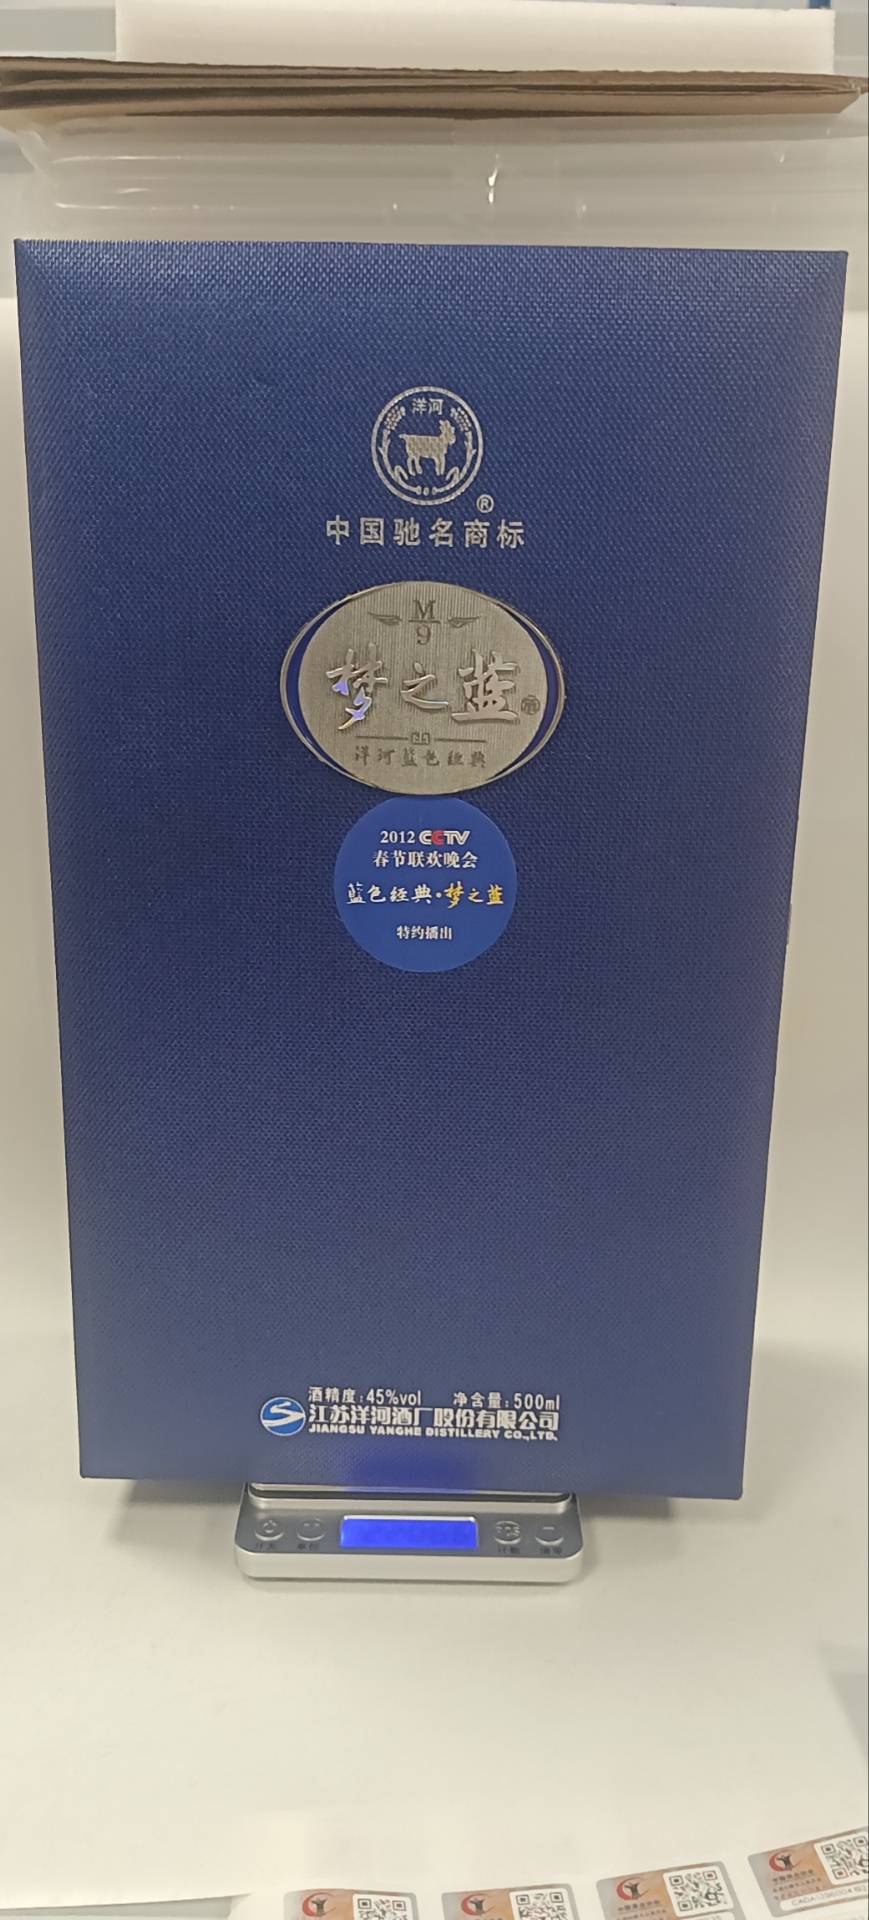 洋河
®
中国驰名商标
M
9
梦之蓝
洋河蓝色经典
2012 CCTV
春节联欢晚会
蓝色经典·梦之蓝
特约播出
酒精度:45%vol 净含量:500ml
江苏洋河酒厂股份有限公司
JIANGSU YANGHE DISTILLERY CO.,LTD.